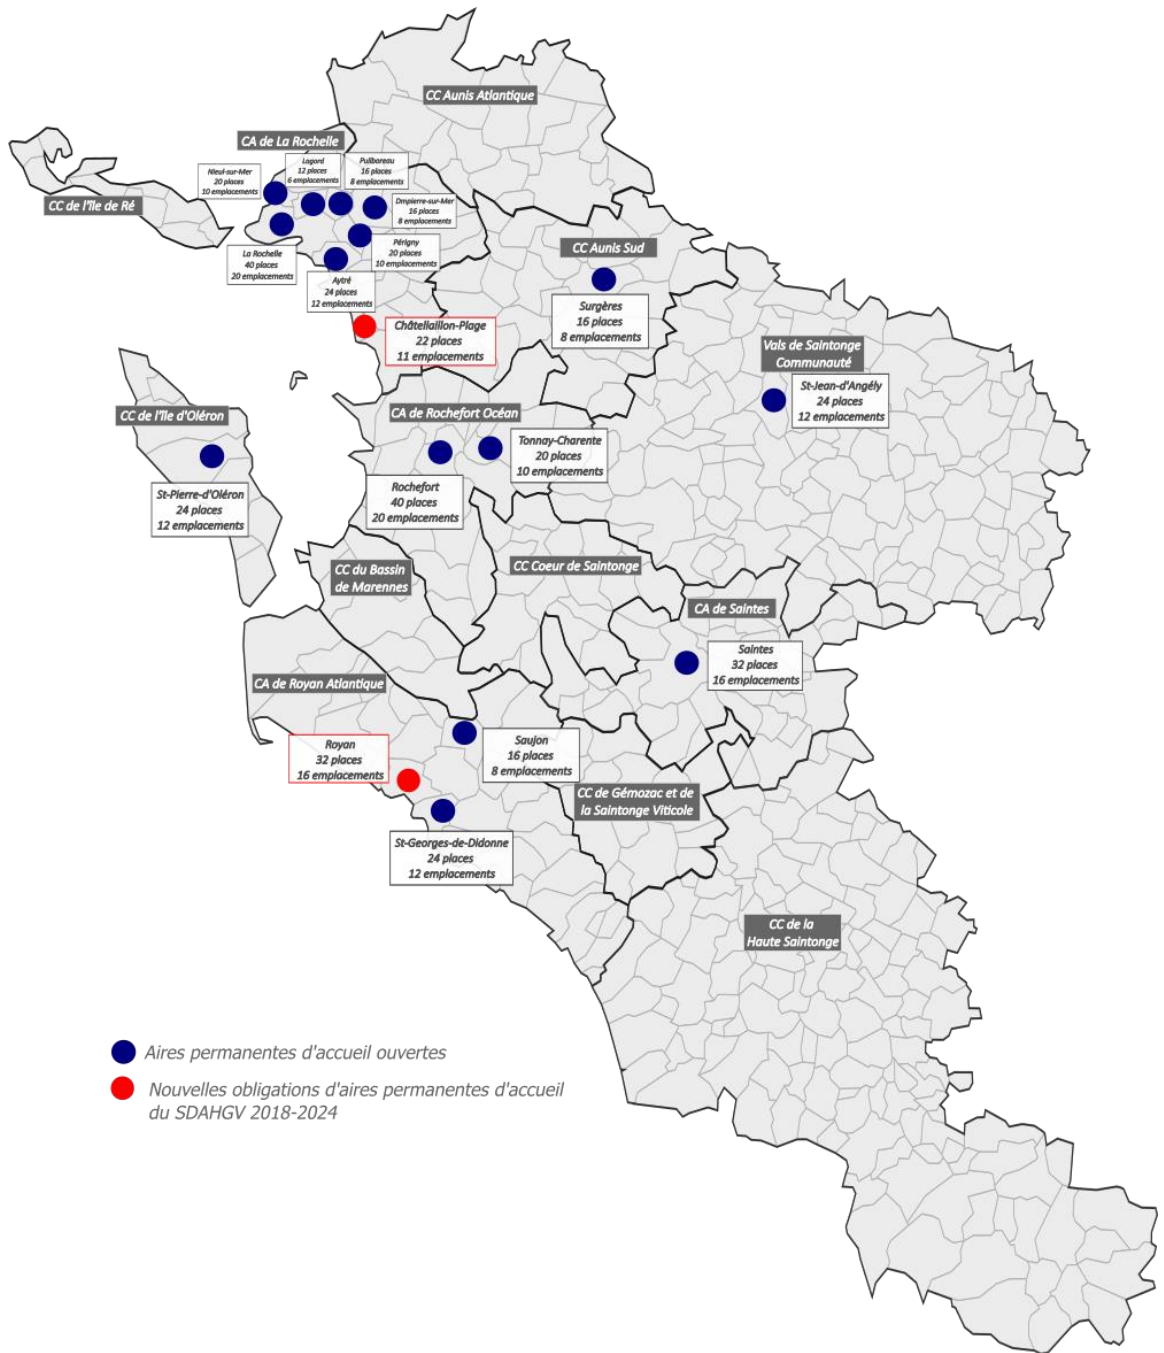 CC Aunis Atlantique
CA de La Rochelle
Lagord
12 places
6 emplacements
Puilboreau
16 places
8 emplacements
Nieul-sur-Mer
20 places
10 emplacements
CC de l'île de Ré
Dmpierre-sur-Mer
16 places
8 emplacements
Périgny
20 places
10 emplacements
La Rochelle
40 places
20 emplacements
Aytré
24 places
12 emplacements
CC Aunis Sud
Surgères
16 places
8 emplacements
Châtellaillon-Plage
22 places
11 emplacements
Vals de Saintonge
Communauté
St-Jean-d'Angély
24 places
12 emplacements
CC de l'île d'Oléron
St-Pierre-d'Oléron
24 places
12 emplacements
CA de Rochefort Océan
Tonnay-Charente
20 places
10 emplacements
Rochefort
40 places
20 emplacements
CC du Bassin
de Marennes
CC Coeur de Saintonge
CA de Saintes
Saintes
32 places
16 emplacements
CA de Royan Atlantique
Royan
32 places
16 emplacements
Saujon
16 places
8 emplacements
CC de Gémozac et de
la Saintonge Viticole
St-Georges-de-Didonne
24 places
12 emplacements
CC de la
Haute Saintonge
Aires permanentes d'accueil ouvertes
Nouvelles obligations d'aires permanentes d'accueil
du SDAHGV 2018-2024